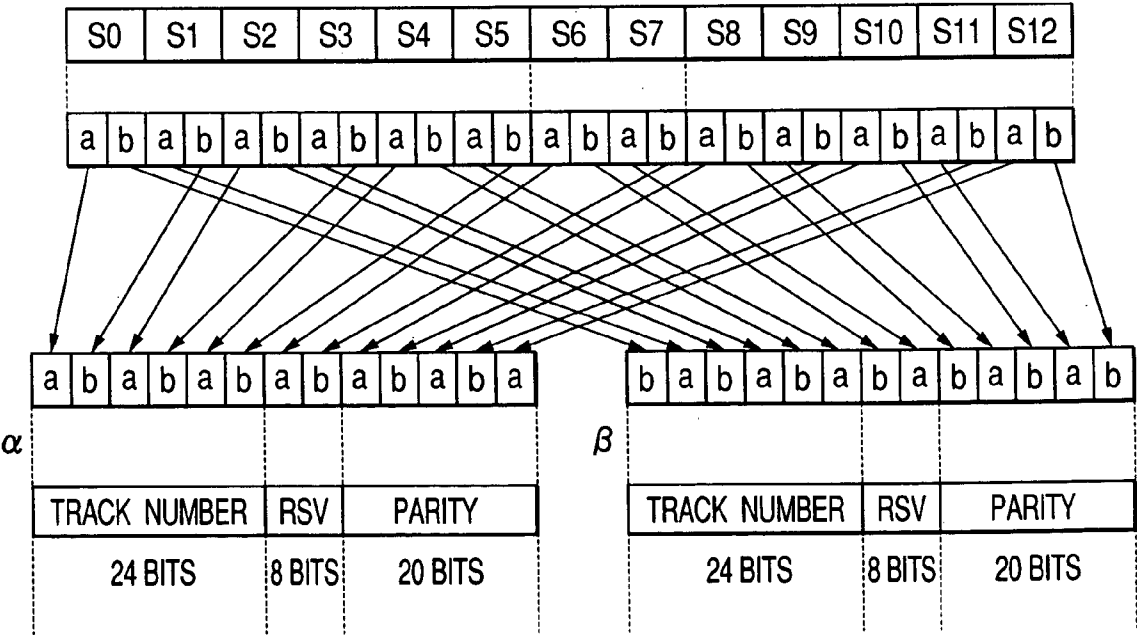 S0 S1 S2 S3 S4 S5 S6 S7 S8 S9 S10 S11 S12
a b a b a b a b a b a b a b a b a b a b a b a b a b
a b a b a b a b a b a b a
b a b a b a b a b a b a b
α
β
TRACK NUMBER RSV PARITY
TRACK NUMBER RSV PARITY
24 BITS 8 BITS 20 BITS
24 BITS 8 BITS 20 BITS